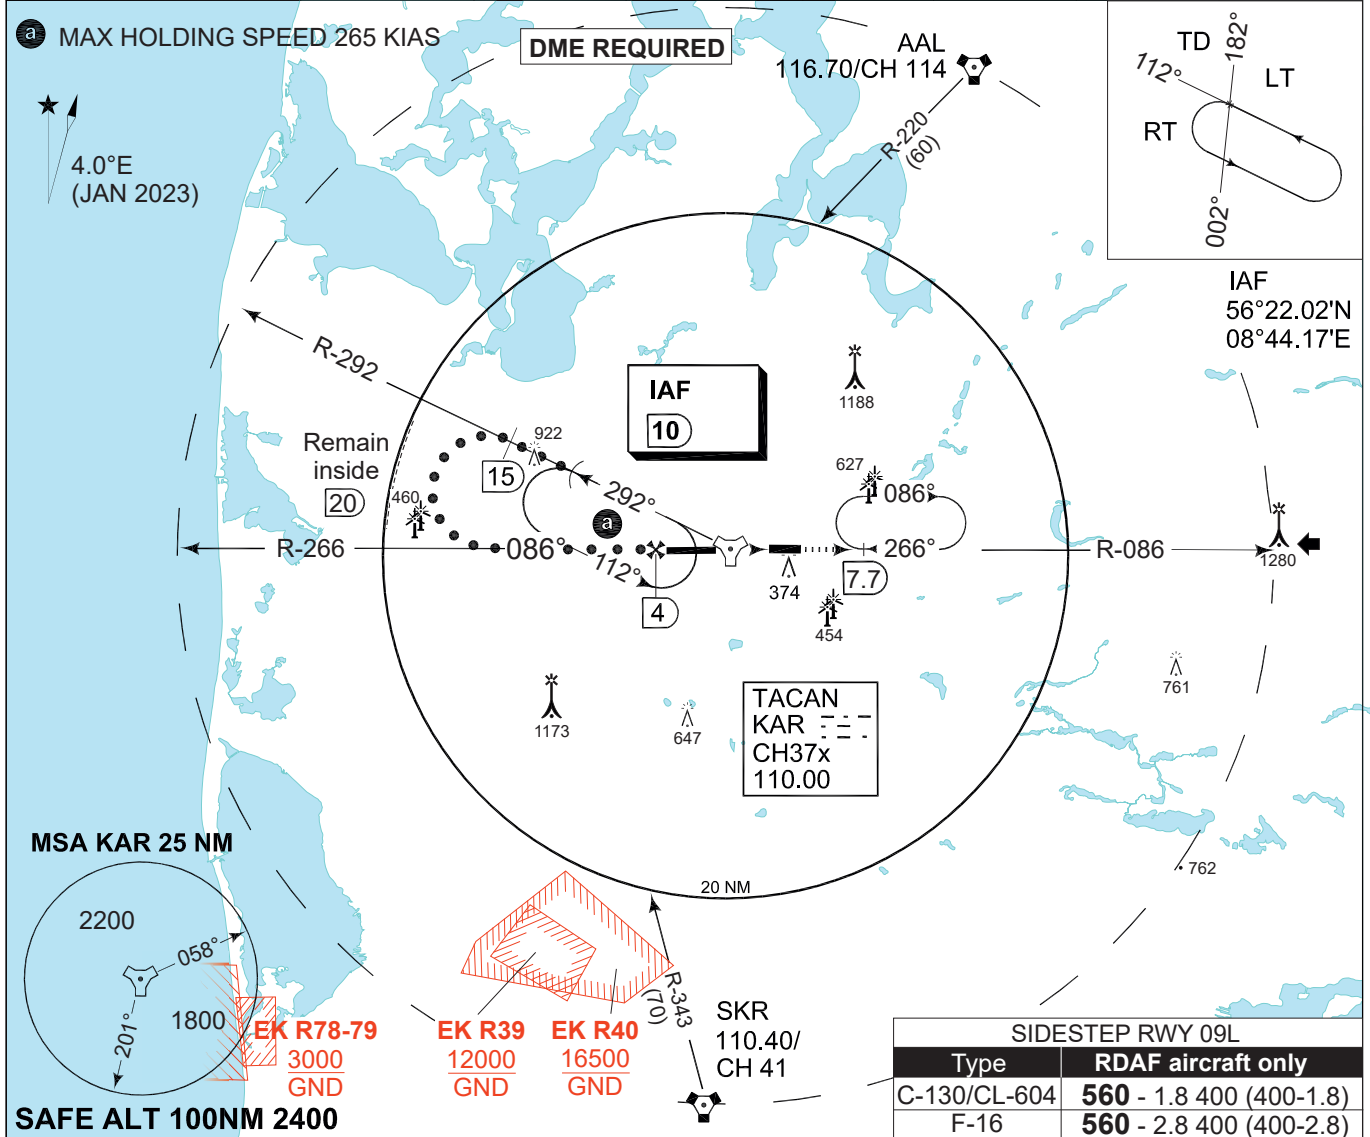 a MAX HOLDING SPEED 265 KIAS
DME REQUIRED
AAL
116.70/CH 114
R-220
(60)
TD
182°
112°
LT
RT
002°
4.0°E
(JAN 2023)
IAF
56°22.02'N
08°44.17'E
R-292
IAF
10
1188
Remain
inside
20
922
15
460
292°
627
086°
a
R-266
086°
112°
266°
R-086
1280
7.7
374
4
454
761
1173
647
TACAN
KAR
CH37x
110.00
762
MSA KAR 25 NM
2200
058°
201°
1800
20 NM
EK R78-79
3000
GND
EK R39
12000
GND
EK R40
16500
GND
R-343
(70)
SKR
110.40/
CH 41
SAFE ALT 100NM 2400
SIDESTEP RWY 09L
Type RDAF aircraft only
C-130/CL-604 560 - 1.8 400 (400-1.8)
F-16 560 - 2.8 400 (400-2.8)